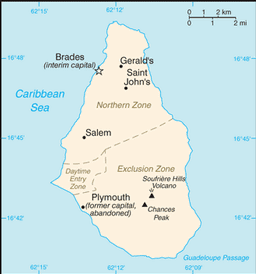 62°15' 62°12' 62°09'
0 1 2 km
0 1 2 mi
16°48' 16°48'
Brades
(interim capital)
Gerald's
Saint
John's
Caribbean
Sea
Northern Zone
16°45' 16°45'
Salem
Exclusion Zone
Daytime
Entry
Zone
Soufrière Hills
Volcano
Plymouth
(former capital,
abandoned)
Chances
Peak
16°42' 16°42'
Guadeloupe Passage
62°15' 62°12' 62°09'